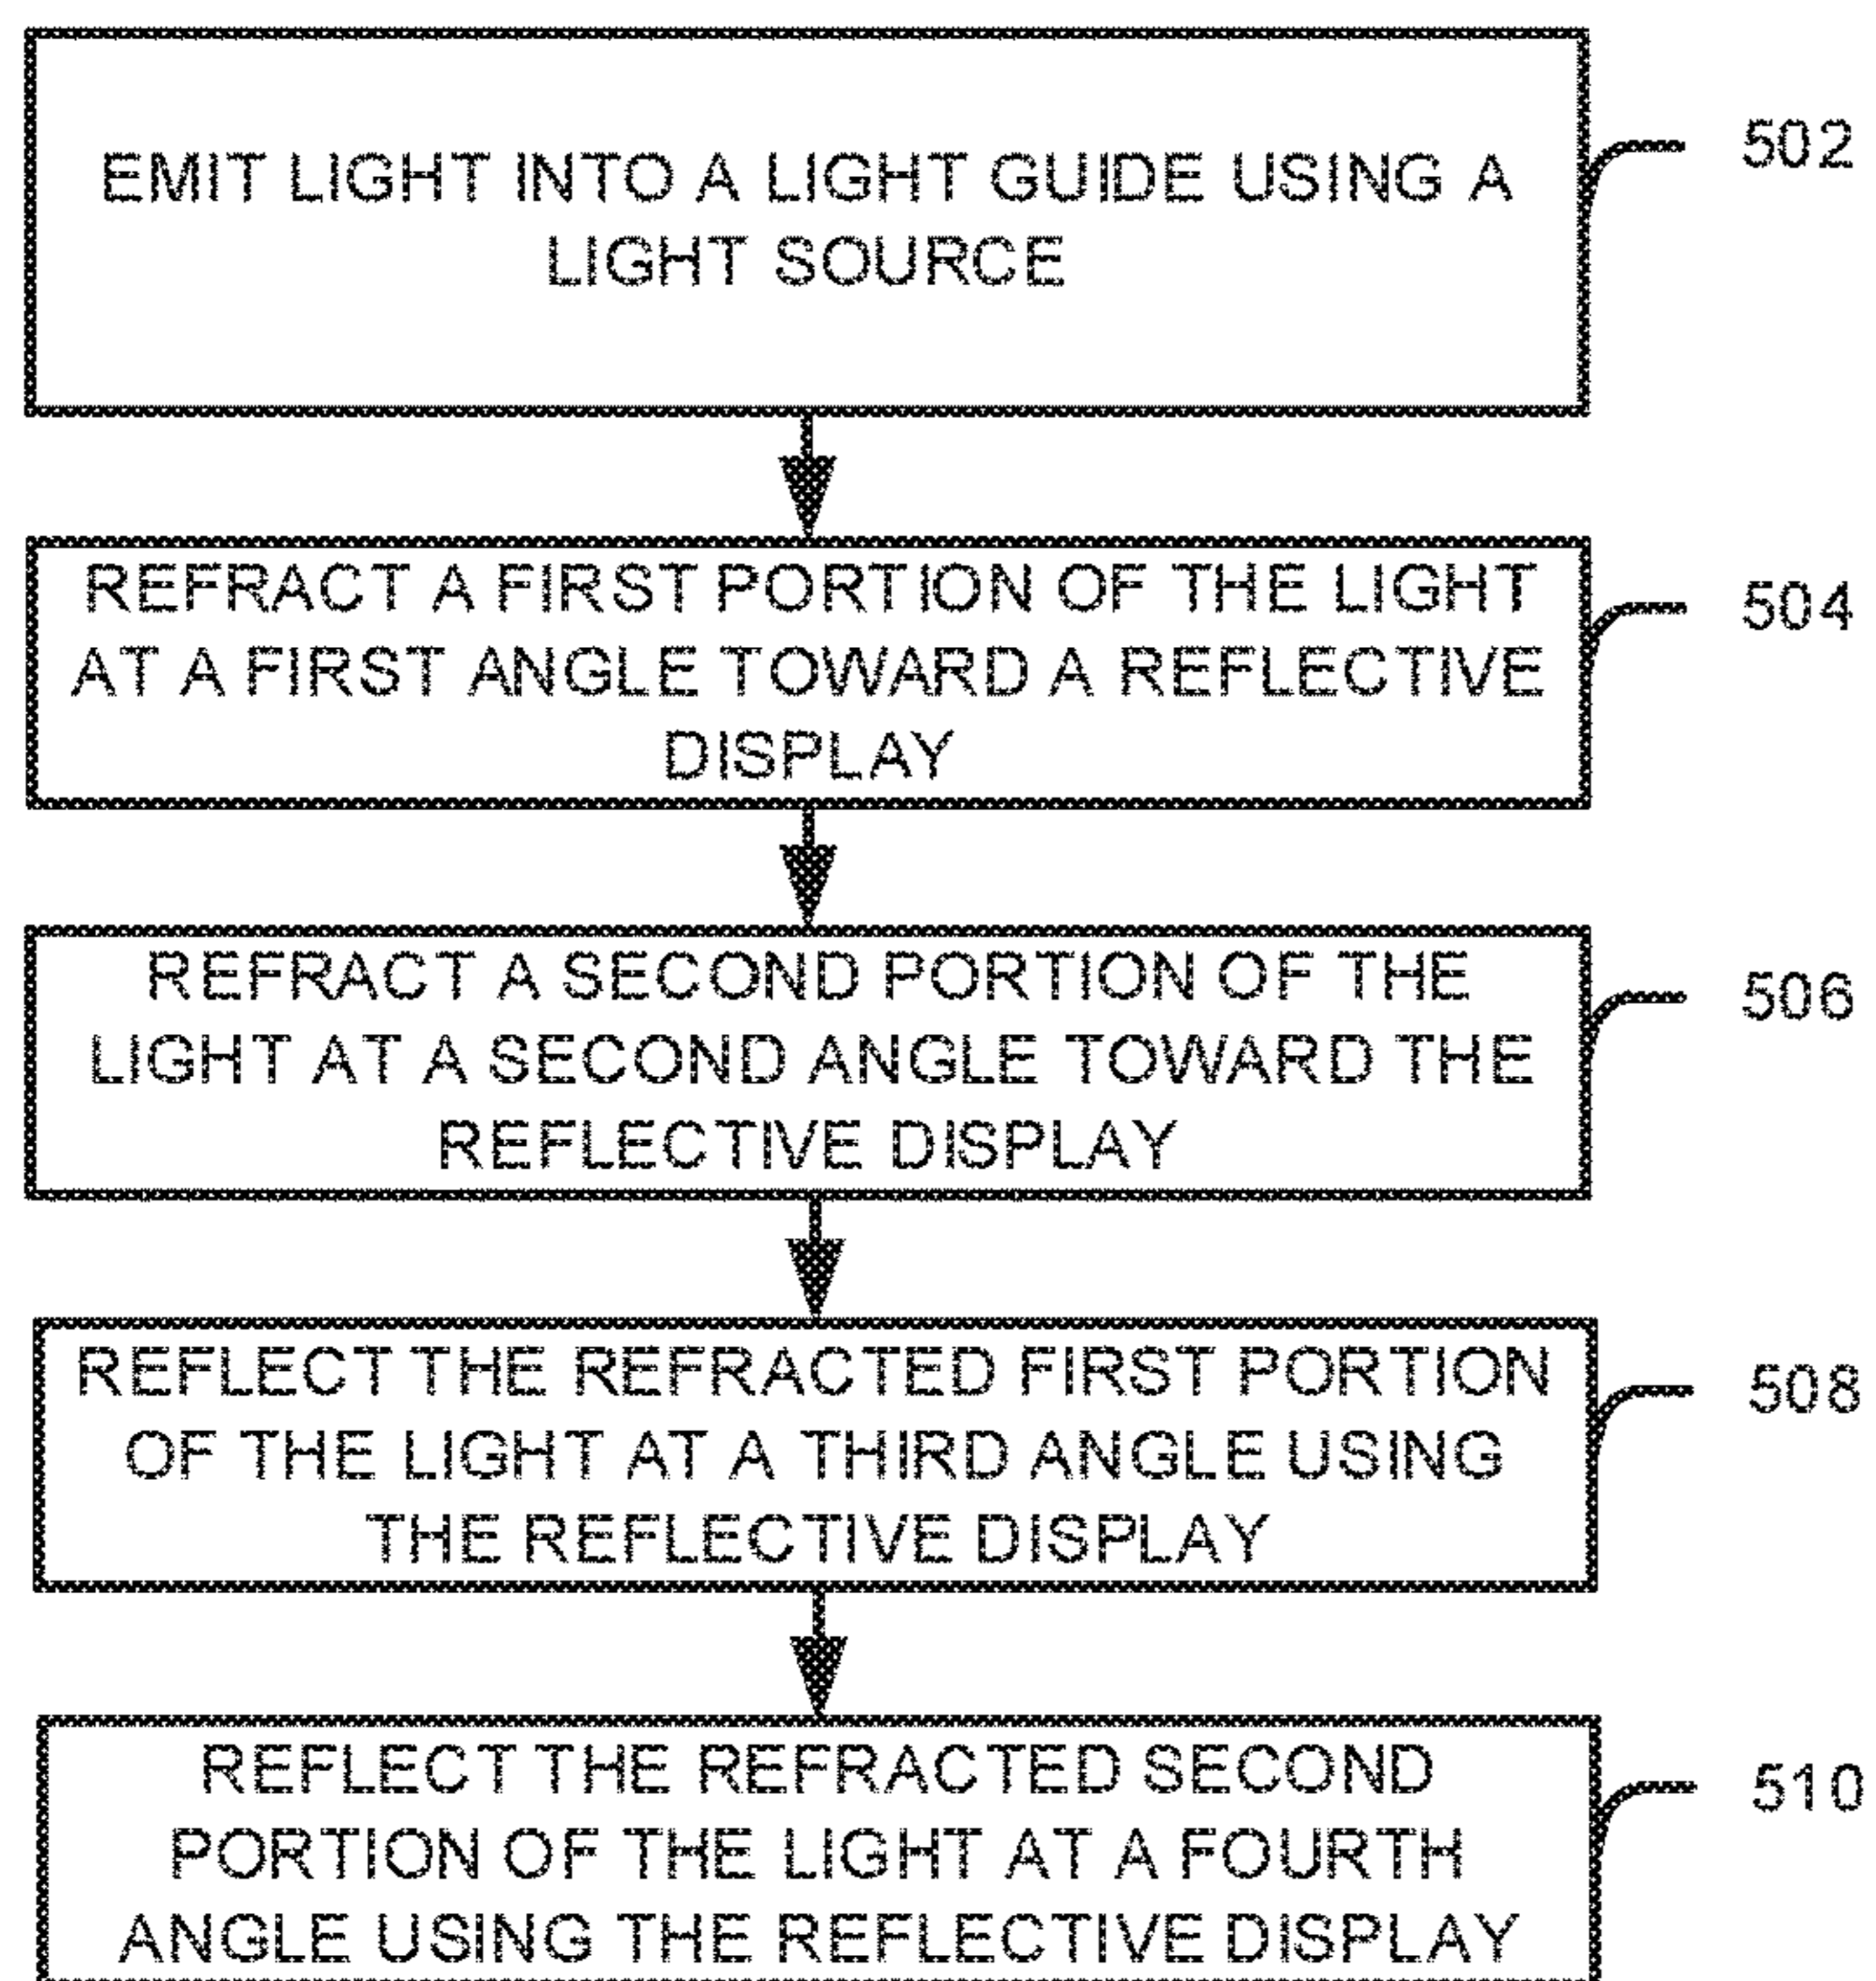 EMIT LIGHT INTO A LIGHT GUIDE USING A
LIGHT SOURCE
502
REFRACT A FIRST PORTION OF THE LIGHT
AT A FIRST ANGLE TOWARD A REFLECTIVE
DISPLAY
504
REFRACT A SECOND PORTION OF THE
LIGHT AT A SECOND ANGLE TOWARD THE
REFLECTIVE DISPLAY
506
REFLECT THE REFRACTED FIRST PORTION
OF THE LIGHT AT A THIRD ANGLE USING
THE REFLECTIVE DISPLAY
508
REFLECT THE REFRACTED SECOND
PORTION OF THE LIGHT AT A FOURTH
ANGLE USING THE REFLECTIVE DISPLAY
510